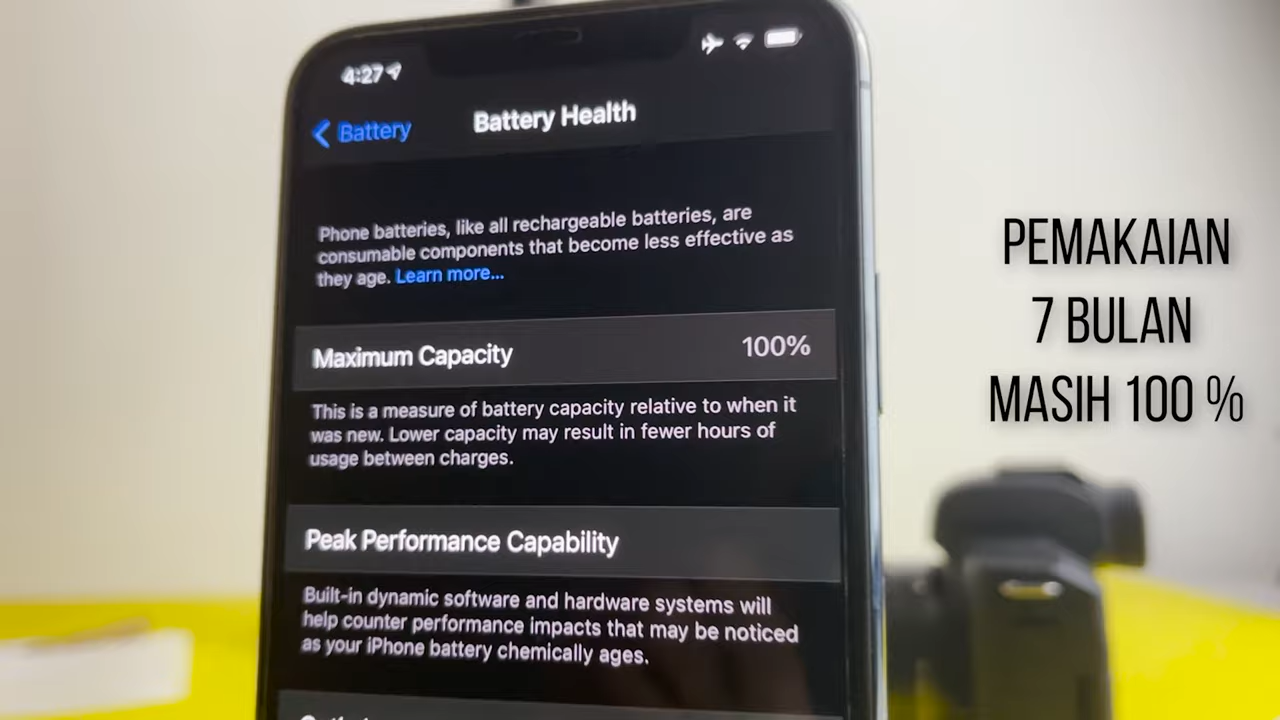 4:27
Battery
Battery Health
Phone batteries, like all rechargeable batteries, are
consumable components that become less effective as
they age. Learn more...
Maximum Capacity 100%
This is a measure of battery capacity relative to when it
was new. Lower capacity may result in fewer hours of
usage between charges.
Peak Performance Capability
Built-in dynamic software and hardware systems will
help counter performance impacts that may be noticed
as your iPhone battery chemically ages.
PEMAKAIAN
7 BULAN
MASIH 100 %